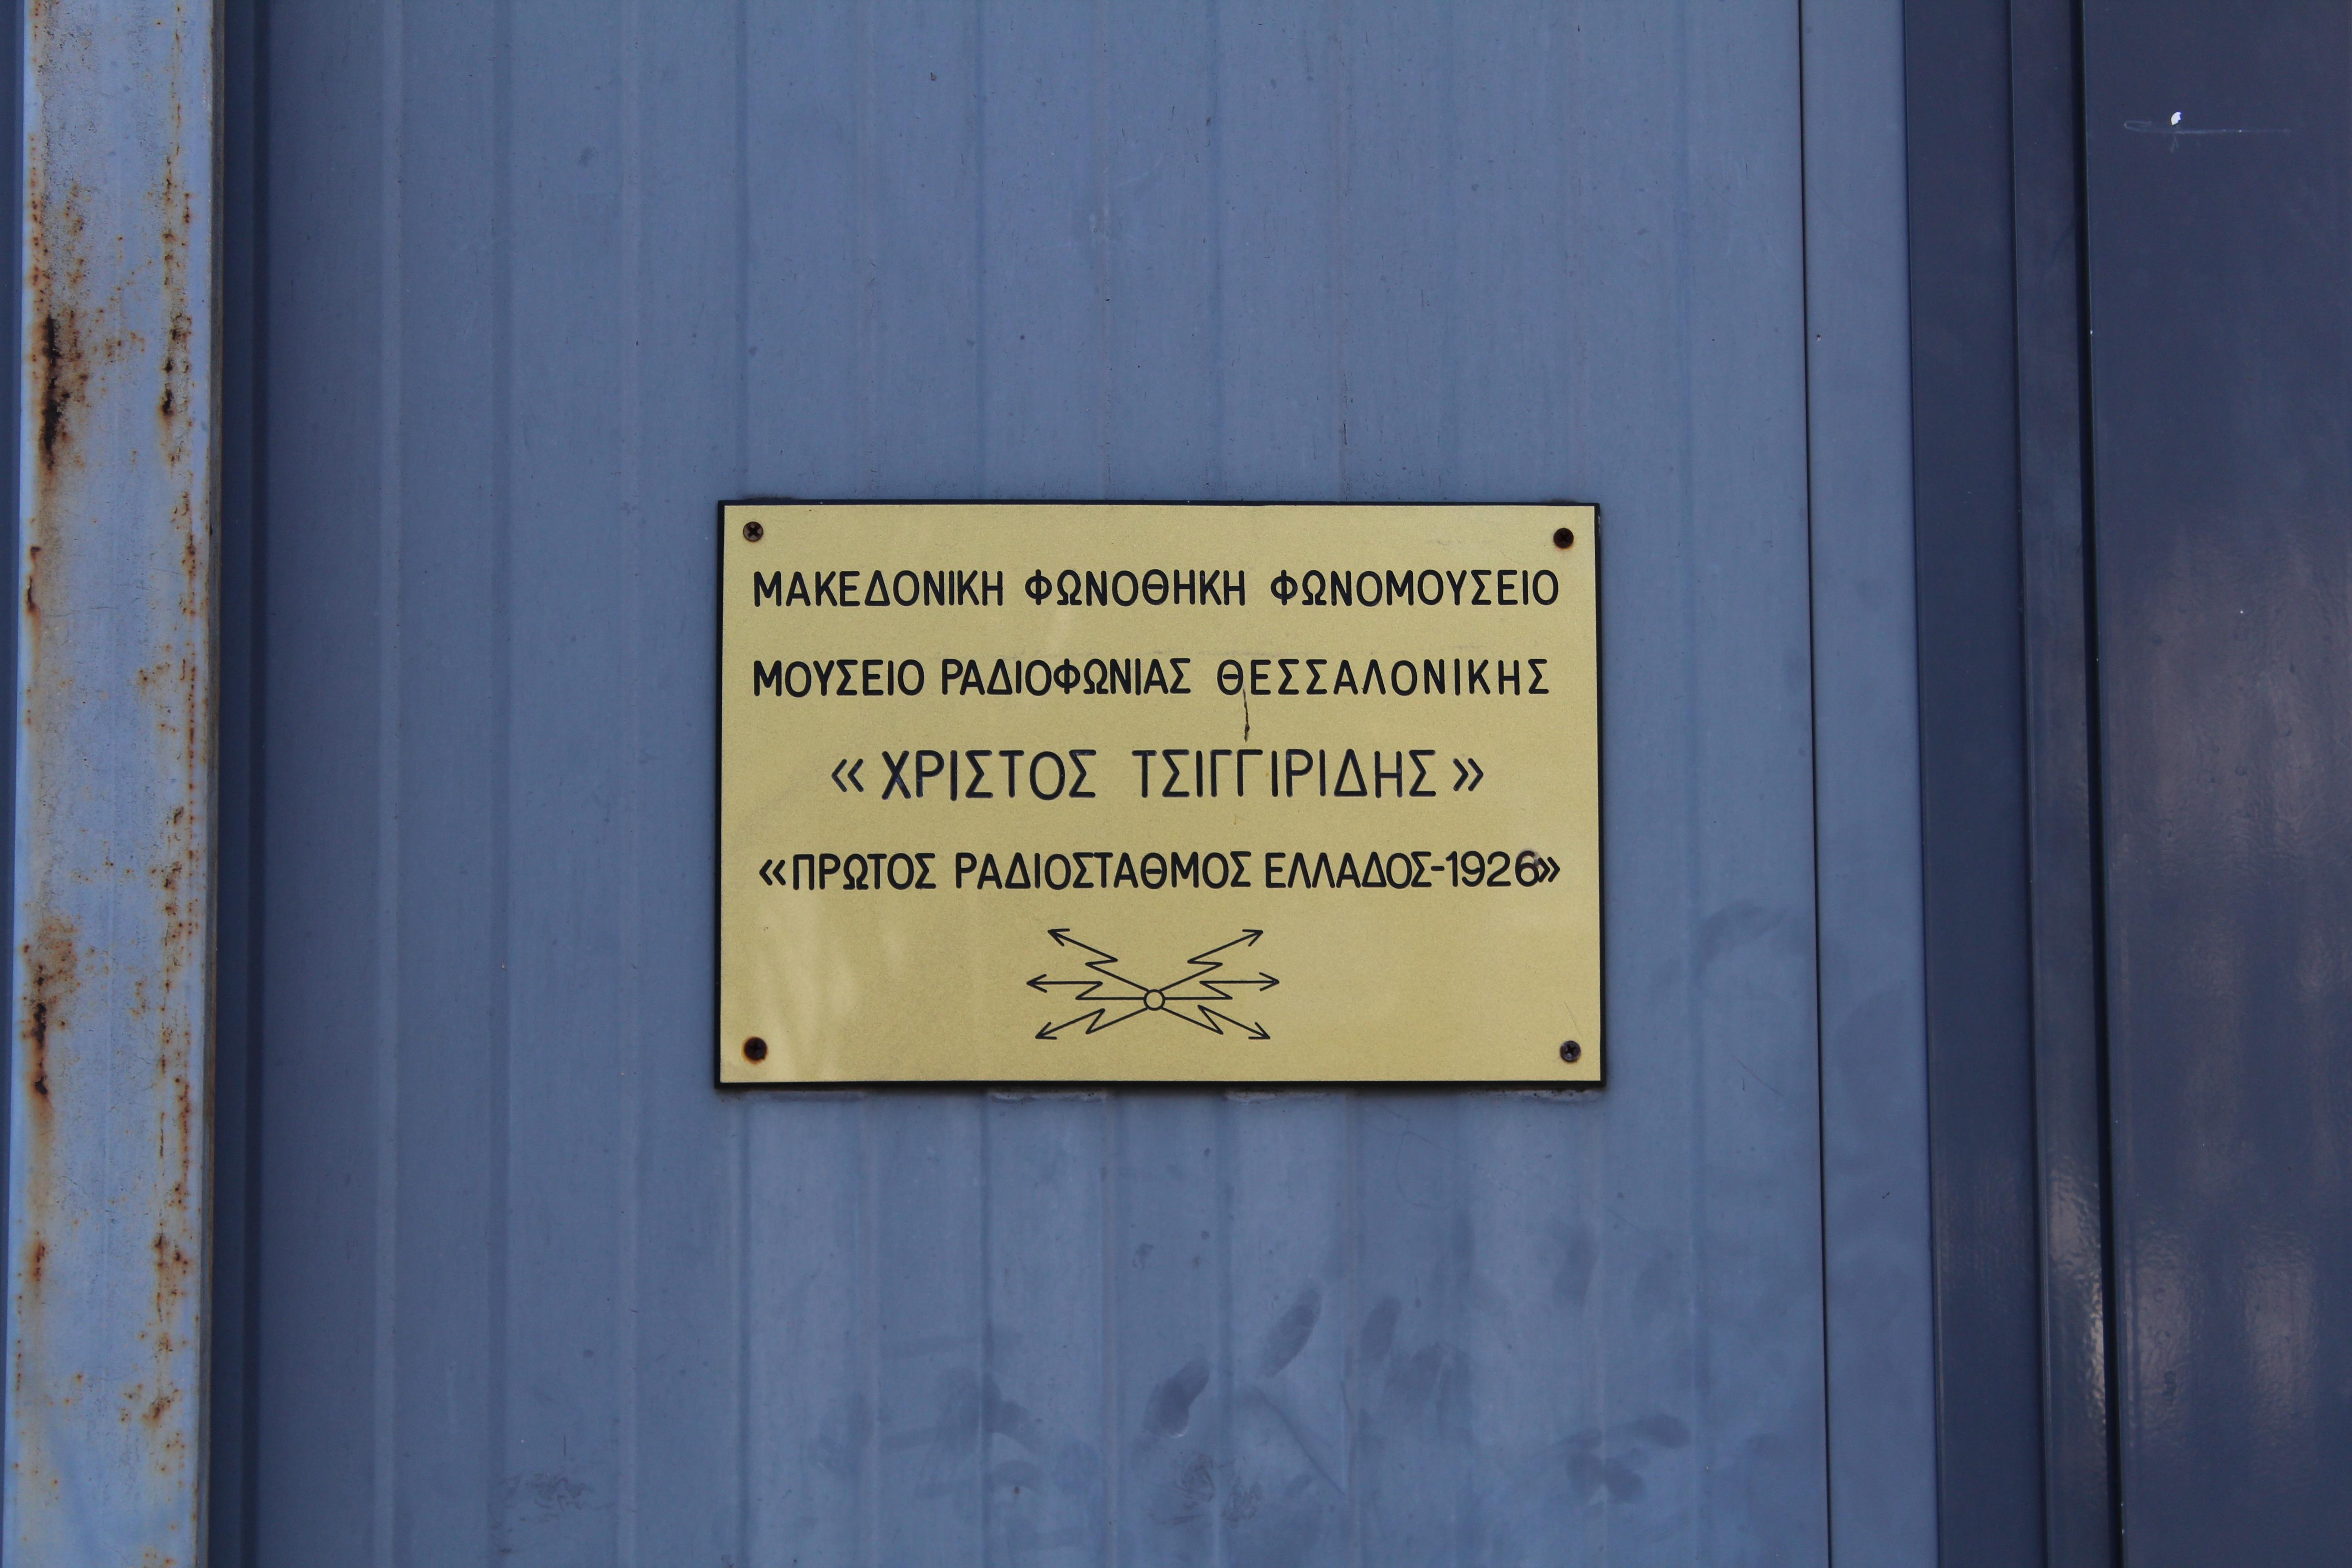 ΜΑΚΕΔΟΝΙΚΗ ΦΩΝΟΘΗΚΗ ΦΩΝΟΜΟΥΣΕΙΟ
ΜΟΥΣΕΙΟ ΡΑΔΙΟΦΩΝΙΑΣ ΘΕΣΣΑΛΟΝΙΚΗΣ
«ΧΡΙΣΤΟΣ ΤΣΙΓΓΙΡΙΔΗΣ»
«ΠΡΩΤΟΣ ΡΑΔΙΟΣΤΑΘΜΟΣ ΕΛΛΑΔΟΣ-1926»